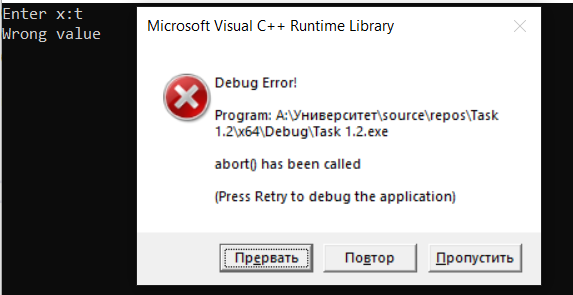 Enter x:t
Wrong value
Microsoft Visual C++ Runtime Library
Debug Error!
Program: A:\Университет\source\repos\Task
1.2\x64\Debug\Task 1.2.exe
abort() has been called
(Press Retry to debug the application)
Прервать
Повтор
Пропустить